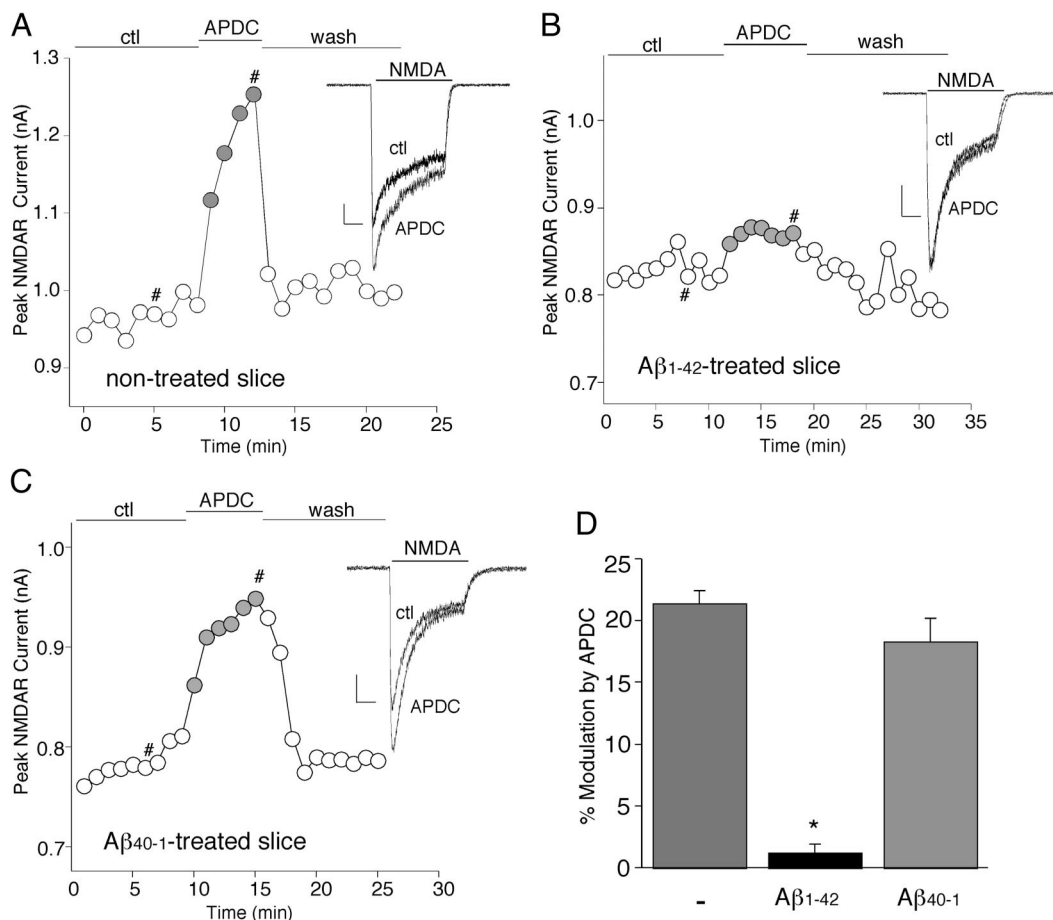 A
ctl
APDC
wash
Peak NMDAR Current (nA)
1.3
1.2
1.1
1.0
0.9
#
#
NMDA
ctl
APDC
non-treated slice
0
5
10
15
20
25
Time (min)
B
ctl
APDC
wash
Peak NMDAR Current (nA)
1.0
0.9
0.8
0.7
#
#
NMDA
ctl
APDC
Aβ1-42-treated slice
0
5
10
15
20
25
30
35
Time (min)
C
ctl
APDC
wash
Peak NMDAR Current (nA)
1.0
0.9
0.8
0.7
#
#
NMDA
ctl
APDC
Aβ40-1-treated slice
0
5
10
15
20
25
30
Time (min)
D
% Modulation by APDC
25
20
15
10
5
0
*
-
Aβ1-42
Aβ40-1